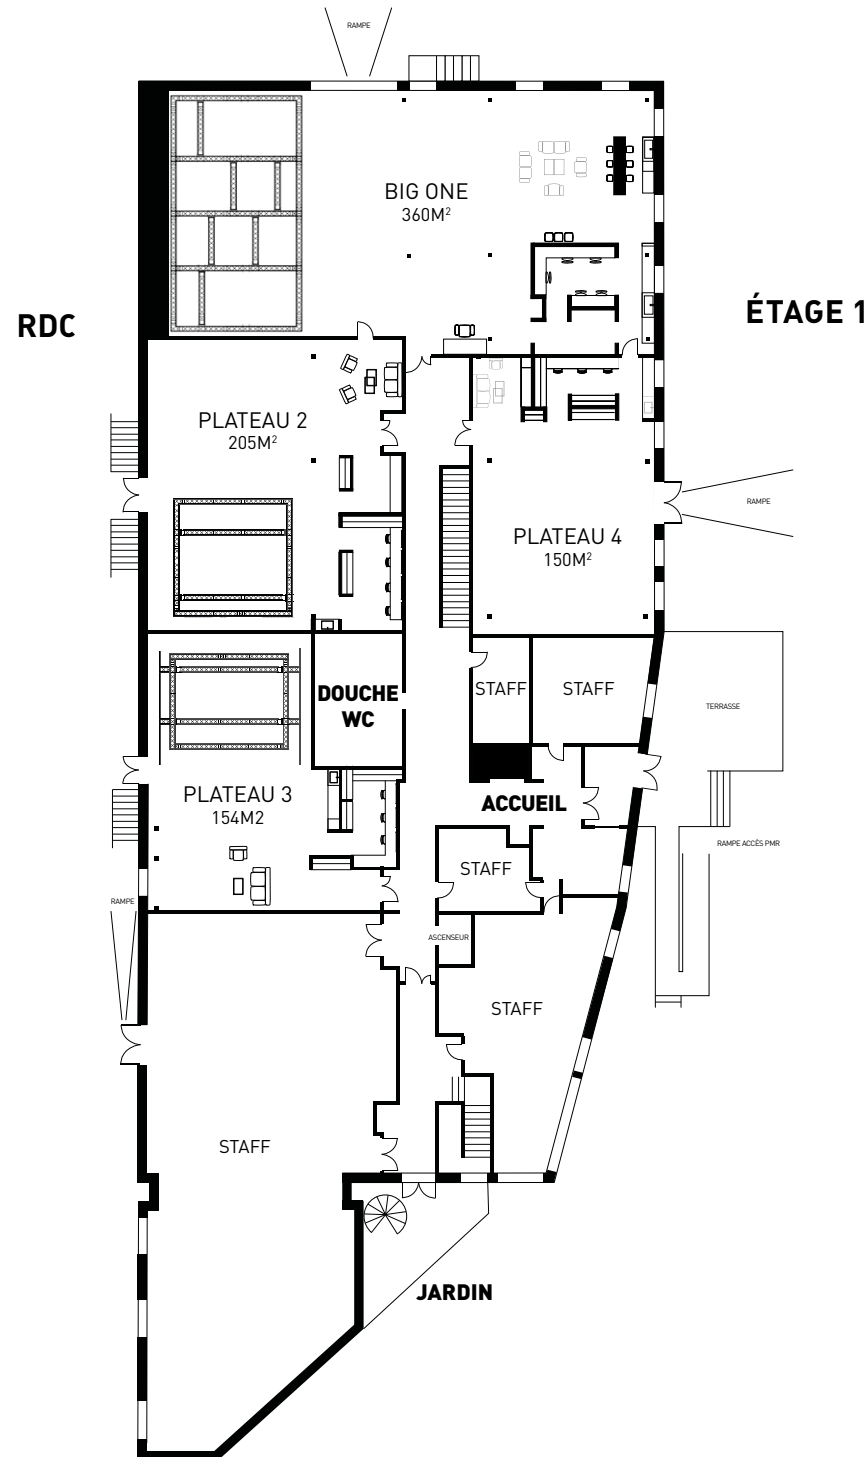 RAMPE
BIG ONE
360M²
RDC
ÉTAGE 1
PLATEAU 2
205M²
RAMPE
PLATEAU 4
150M²
STAFF
STAFF
DOUCHE
WC
TERRASSE
PLATEAU 3
154M2
ACCUEIL
RAMPE ACCÈS PMR
STAFF
RAMPE
ASCENSEUR
STAFF
STAFF
JARDIN